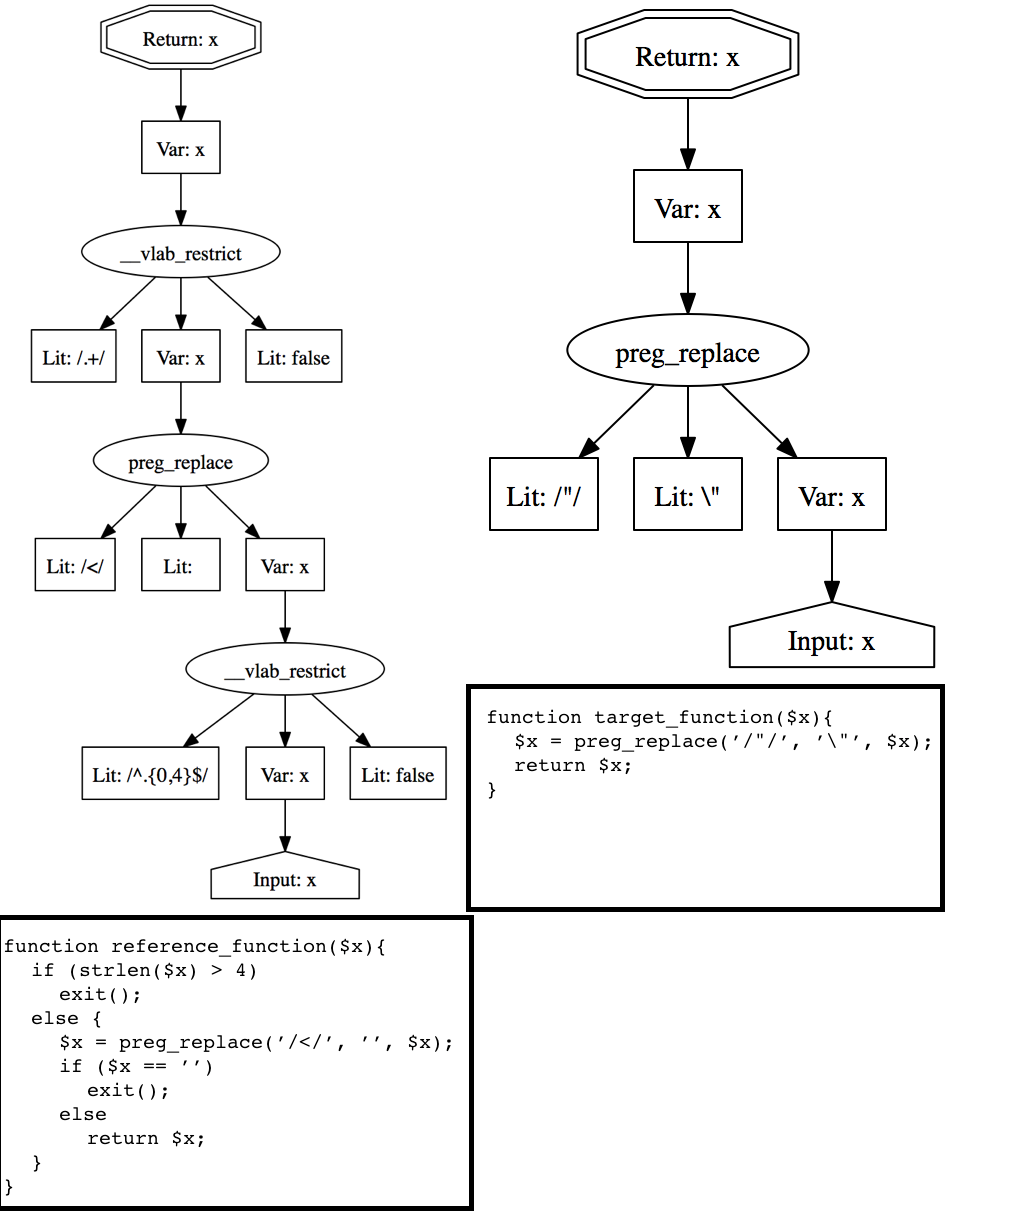 Return: x
Var: x
__vlab_restrict
Lit: /.+/
Var: x
Lit: false
preg_replace
Lit: /</
Lit:
Var: x
__vlab_restrict
Lit: /^.{0,4}$/
Var: x
Lit: false
Input: x
function reference_function($x){
if (strlen($x) > 4)
exit();
else {
$x = preg_replace('/</', '', $x);
if ($x == '')
exit();
else
return $x;
}
}
Return: x
Var: x
preg_replace
Lit: /"/
Lit: \"
Var: x
Input: x
function target_function($x){
$x = preg_replace('/"/', '\"', $x);
return $x;
}